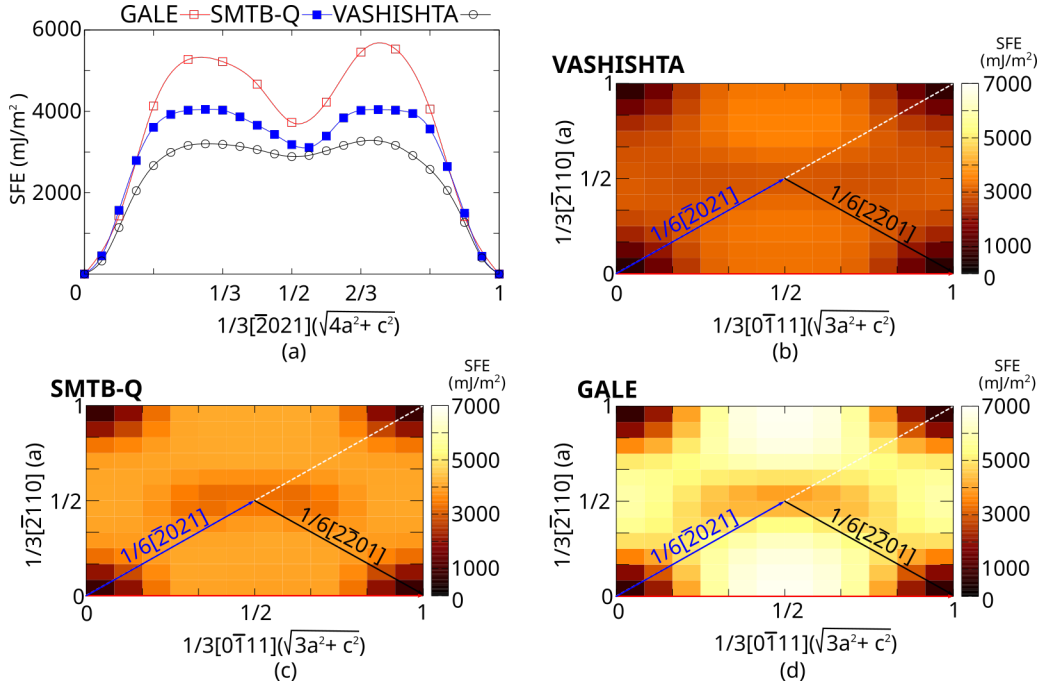 GALE SMTB-Q VASHISHTA
6000
4000
2000
0
SFE (mJ/m²)
0 1/3 1/2 2/3 1
1/3[2̅021](√4a²+ c²)
(a)
VASHISHTA
SFE
(mJ/m²)
7000
5000
3000
1000
0
1
1/2
0
1/3[2̅110] (a)
1/6[2̅021]
1/6[22̅01]
0 1/2 1
1/3[01̅11](√3a²+ c²)
(b)
SMTB-Q
SFE
(mJ/m²)
7000
5000
3000
1000
0
1
1/2
0
1/3[2̅110] (a)
1/6[2̅021]
1/6[22̅01]
0 1/2 1
1/3[01̅11](√3a²+ c²)
(c)
GALE
SFE
(mJ/m²)
7000
5000
3000
1000
0
1
1/2
0
1/3[2̅110] (a)
1/6[2̅021]
1/6[22̅01]
0 1/2 1
1/3[01̅11](√3a²+ c²)
(d)